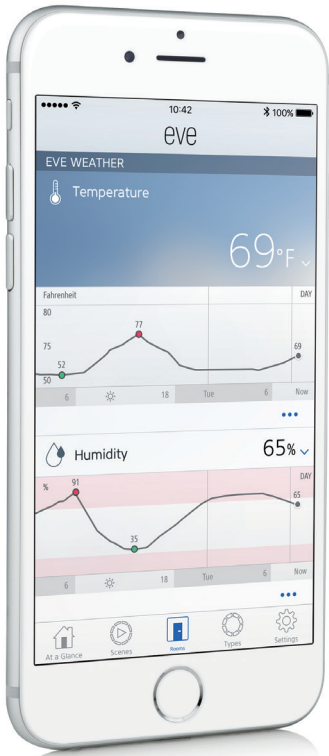 10:42 100%
eve
EVE WEATHER
Temperature
69°F
Fahrenheit DAY
80
77
75
69
52
50
6 18 Tue 6 Now
Humidity 65%
% 91 DAY
65
35
6 18 Tue 6 Now
At a Glance Scenes Rooms Types Settings